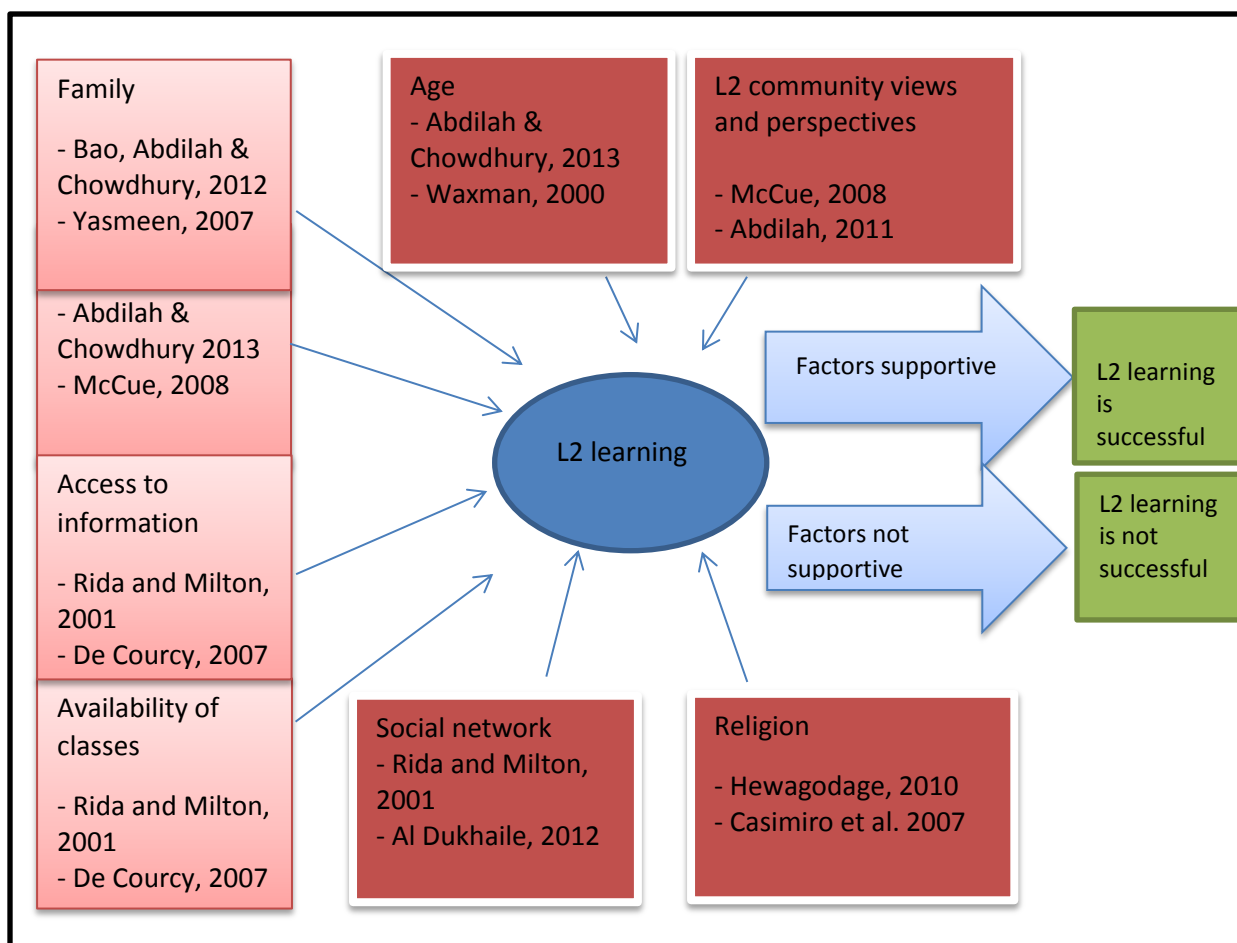 Family
- Bao, Abdilah &
Chowdhury, 2012
- Yasmeen, 2007
- Abdilah &
Chowdhury 2013
- McCue, 2008
Access to
information
- Rida and Milton,
2001
- De Courcy, 2007
Availability of
classes
- Rida and Milton,
2001
- De Courcy, 2007
Age
- Abdilah &
Chowdhury, 2013
- Waxman, 2000
L2 community views
and perspectives
- McCue, 2008
- Abdilah, 2011
L2 learning
Factors supportive
L2 learning
is
successful
Factors not
supportive
L2 learning
is not
successful
Social network
- Rida and Milton,
2001
- Al Dukhaile, 2012
Religion
- Hewagodage, 2010
- Casimiro et al. 2007